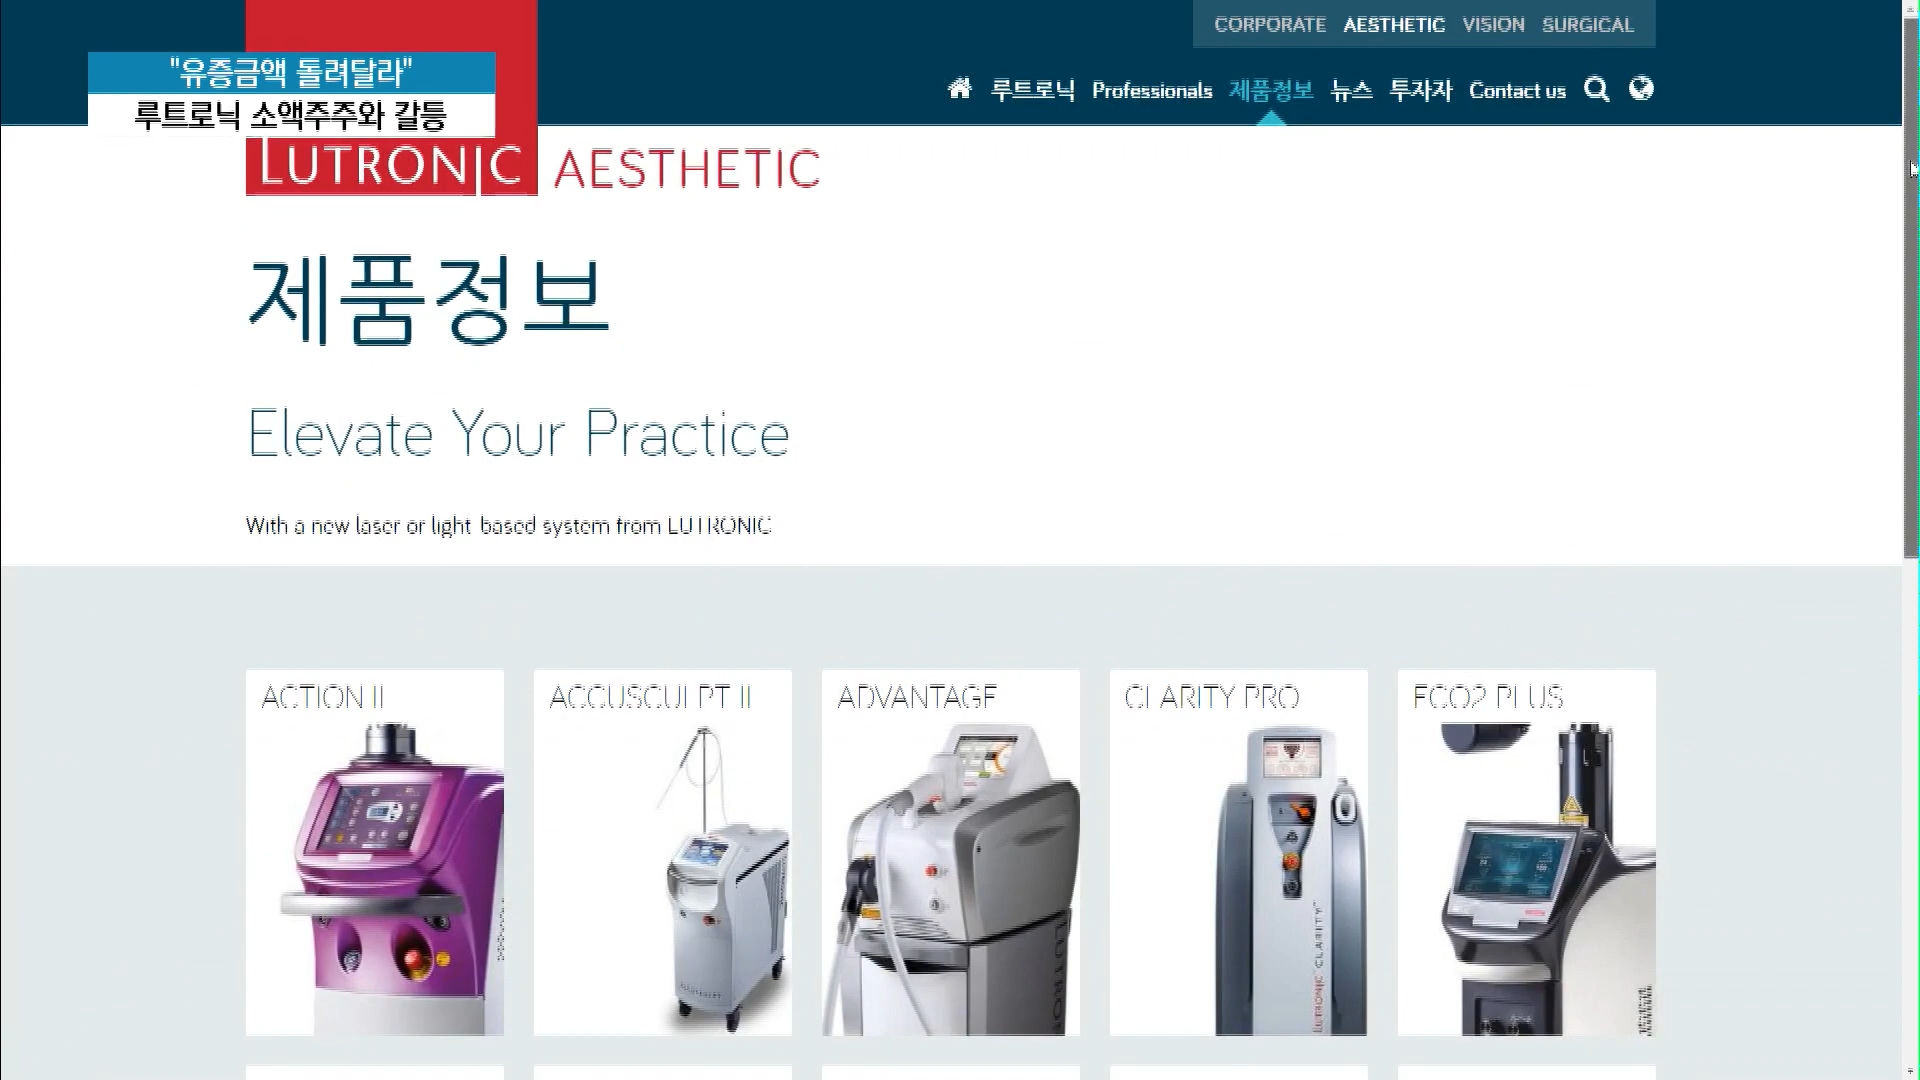 CORPORATE AESTHETIC VISION SURGICAL
"유증금액 돌려달라"
루트로닉 소액주주와 갈등
루트로닉 Professionals 제품정보 뉴스 투자자 Contact us
LUTRONIC AESTHETIC
제품정보
Elevate Your Practice
With a new laser or light-based system from LUTRONIC
ACTION II
ACCUSCULPT II
ADVANTAGE
CLARITY PRO
ECO2 PLUS
LUTRONIC CLARITY